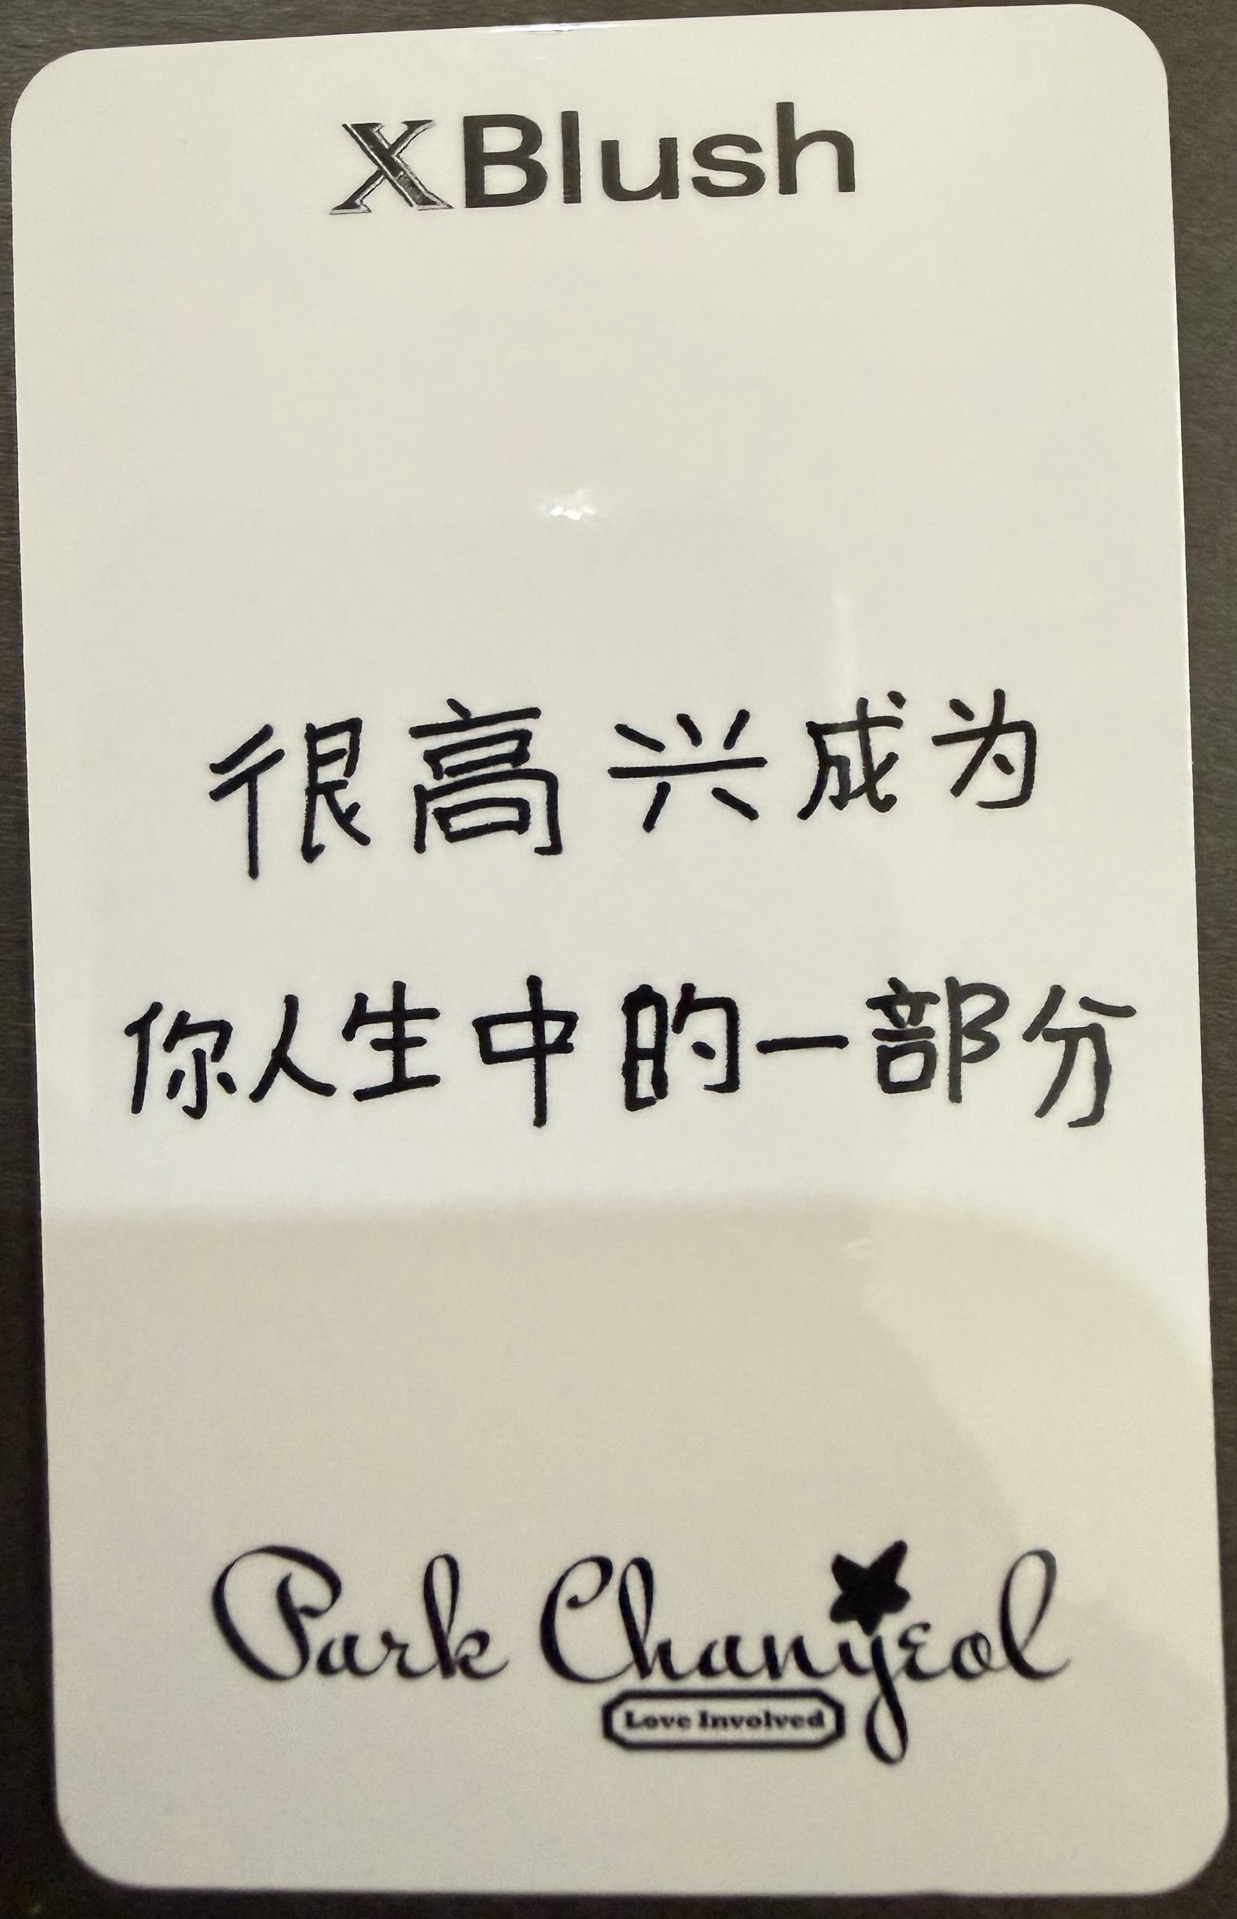 XBlush
很高兴成为
你人生中的一部分
Park Chanyeol
Love Involved